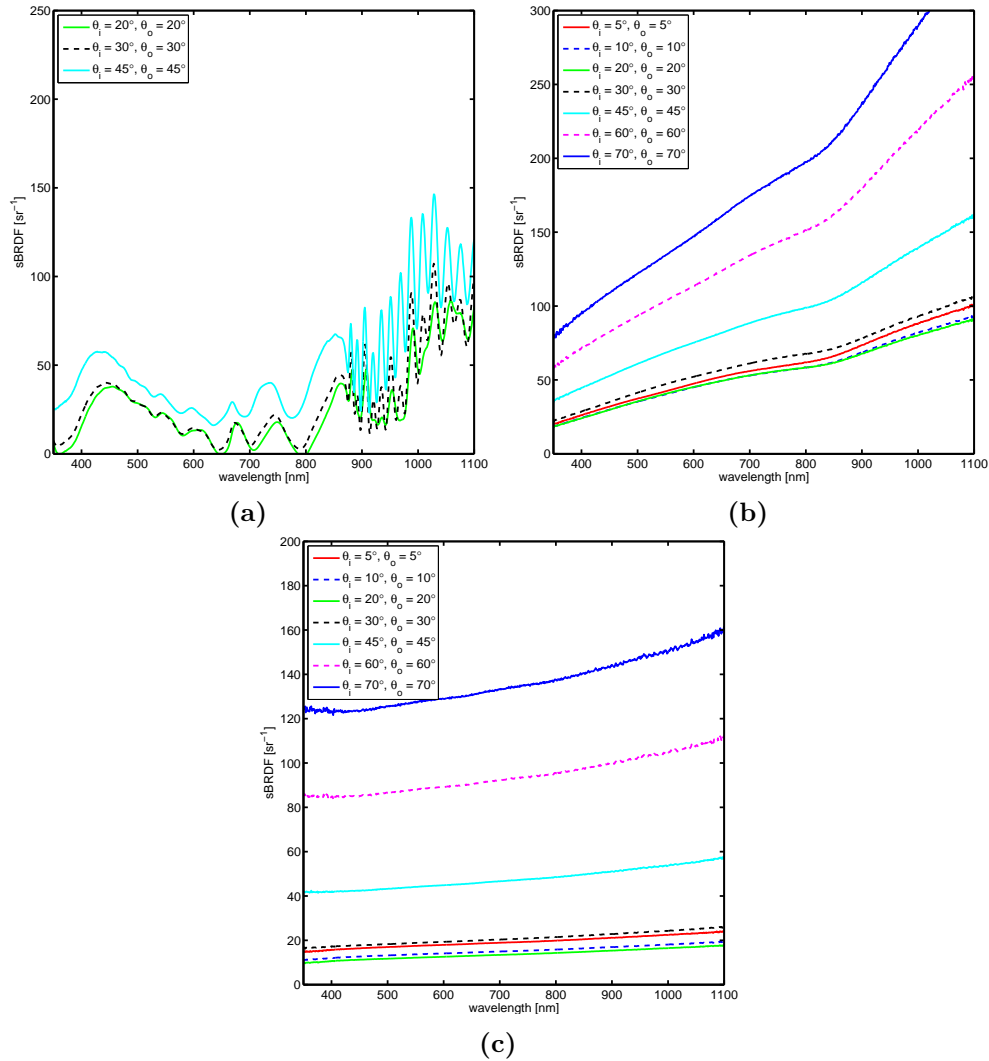 250
200
150
100
50
0
sBRDF [sr⁻¹]
θi = 20°, θo = 20°
θi = 30°, θo = 30°
θi = 45°, θo = 45°
400 500 600 700 800 900 1000 1100
wavelength [nm]
(a)
300
250
200
150
100
50
0
sBRDF [sr⁻¹]
θi = 5°, θo = 5°
θi = 10°, θo = 10°
θi = 20°, θo = 20°
θi = 30°, θo = 30°
θi = 45°, θo = 45°
θi = 60°, θo = 60°
θi = 70°, θo = 70°
400 500 600 700 800 900 1000 1100
wavelength [nm]
(b)
200
180
160
140
120
100
80
60
40
20
0
sBRDF [sr⁻¹]
θi = 5°, θo = 5°
θi = 10°, θo = 10°
θi = 20°, θo = 20°
θi = 30°, θo = 30°
θi = 45°, θo = 45°
θi = 60°, θo = 60°
θi = 70°, θo = 70°
400 500 600 700 800 900 1000 1100
wavelength [nm]
(c)